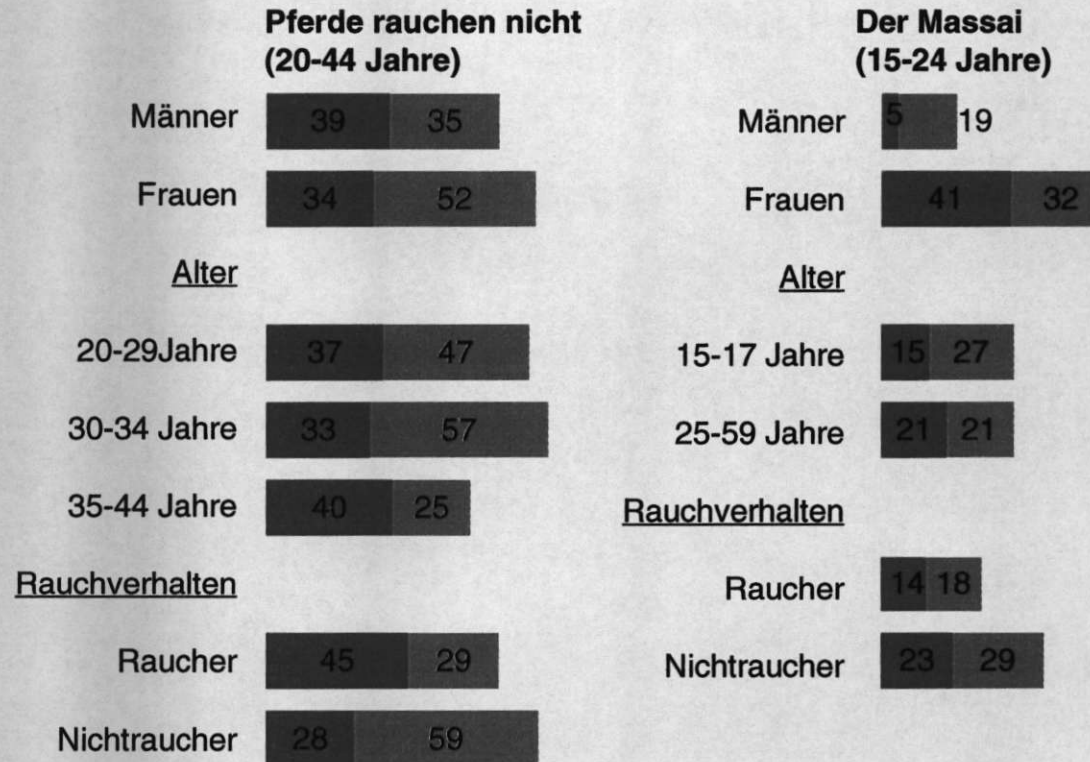 Pferde rauchen nicht
(20-44 Jahre)
Männer 39 35
Frauen 34 52
Alter
20-29Jahre 37 47
30-34 Jahre 33 57
35-44 Jahre 40 25
Rauchverhalten
Raucher 45 29
Nichtraucher 28 59
Der Massai
(15-24 Jahre)
Männer 5 19
Frauen 41 32
Alter
15-17 Jahre 15 27
25-59 Jahre 21 21
Rauchverhalten
Raucher 14 18
Nichtraucher 23 29